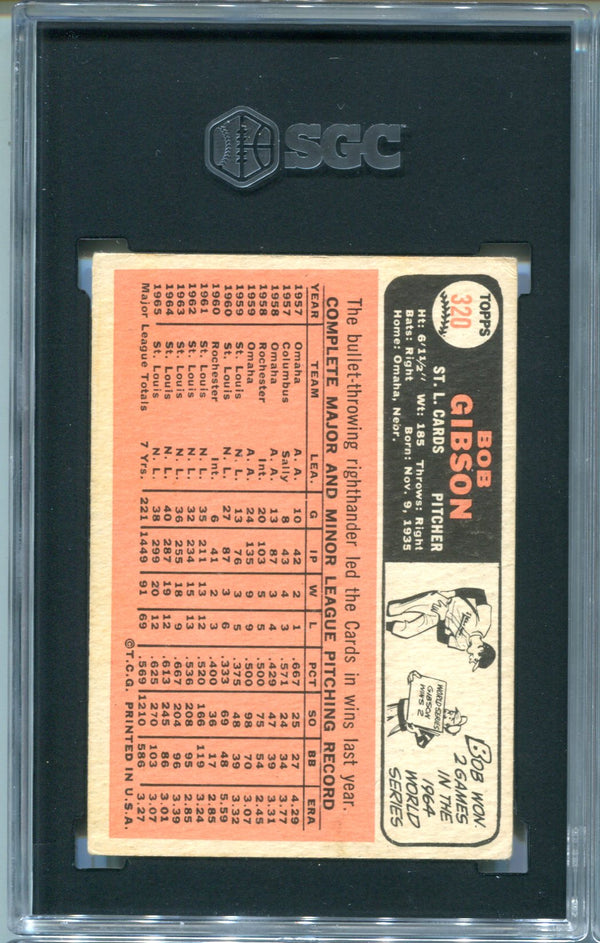 SGC
TOPPS
320
BOB
GIBSON
ST. L. CARDS PITCHER
Ht: 6'1½" Wt: 185 Throws: Right
Bats: Right Born: Nov. 9, 1935
Home: Omaha, Nebr.
WORLD SERIES
GIBSON
WINS 2
BOB WON
2 GAMES
IN THE
1964
WORLD
SERIES
The bullet-throwing righthander led the Cards in wins last year.
COMPLETE MAJOR AND MINOR LEAGUE PITCHING RECORD
YEAR TEAM LEA. G IP W L PCT SO BB ERA
1957 Omaha A. A. 10 42 2 1 .667 25 27 4.29
1957 Columbus Sally 8 43 4 3 .571 24 34 3.77
1958 Omaha A. A. 13 87 3 4 .429 47 39 3.31
1958 Rochester Int. 20 103 5 5 .500 75 54 2.45
1959 Omaha A. A. 24 135 9 9 .500 98 70 3.07
1959 St. Louis N. L. 13 76 3 5 .375 48 39 3.32
1960 St. Louis N. L. 27 87 3 6 .333 69 48 5.59
1960 Rochester Int. 6 41 2 3 .400 36 17 2.85
1961 St. Louis N. L. 35 211 13 12 .520 166 119 3.24
1962 St. Louis N. L. 32 234 15 13 .536 208 95 2.85
1963 St. Louis N. L. 36 255 18 9 .667 204 96 3.39
1964 St. Louis N. L. 40 287 19 12 .613 245 86 3.01
1965 St. Louis N. L. 38 299 20 12 .625 270 103 3.07
Major League Totals 7 Yrs. 221 1449 91 69 .569 1210 586 3.27
©T.C.G. PRINTED IN U.S.A.